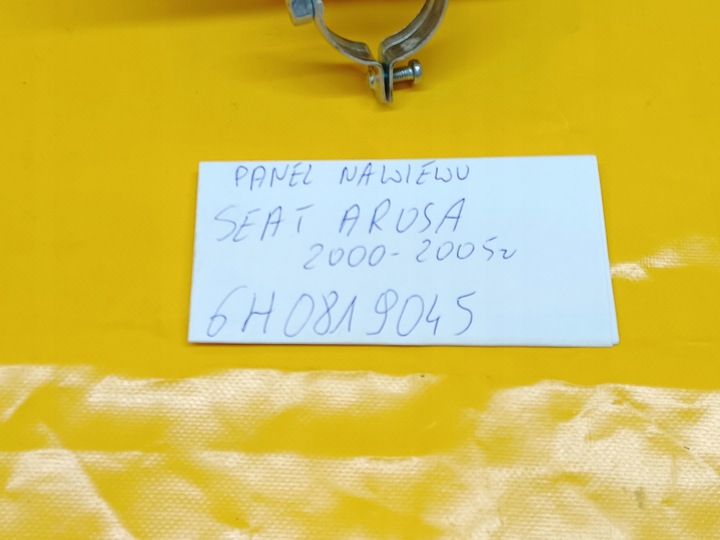 PANEL NAWIEWU
SEAT AROSA
2000-2005r
6H0819045